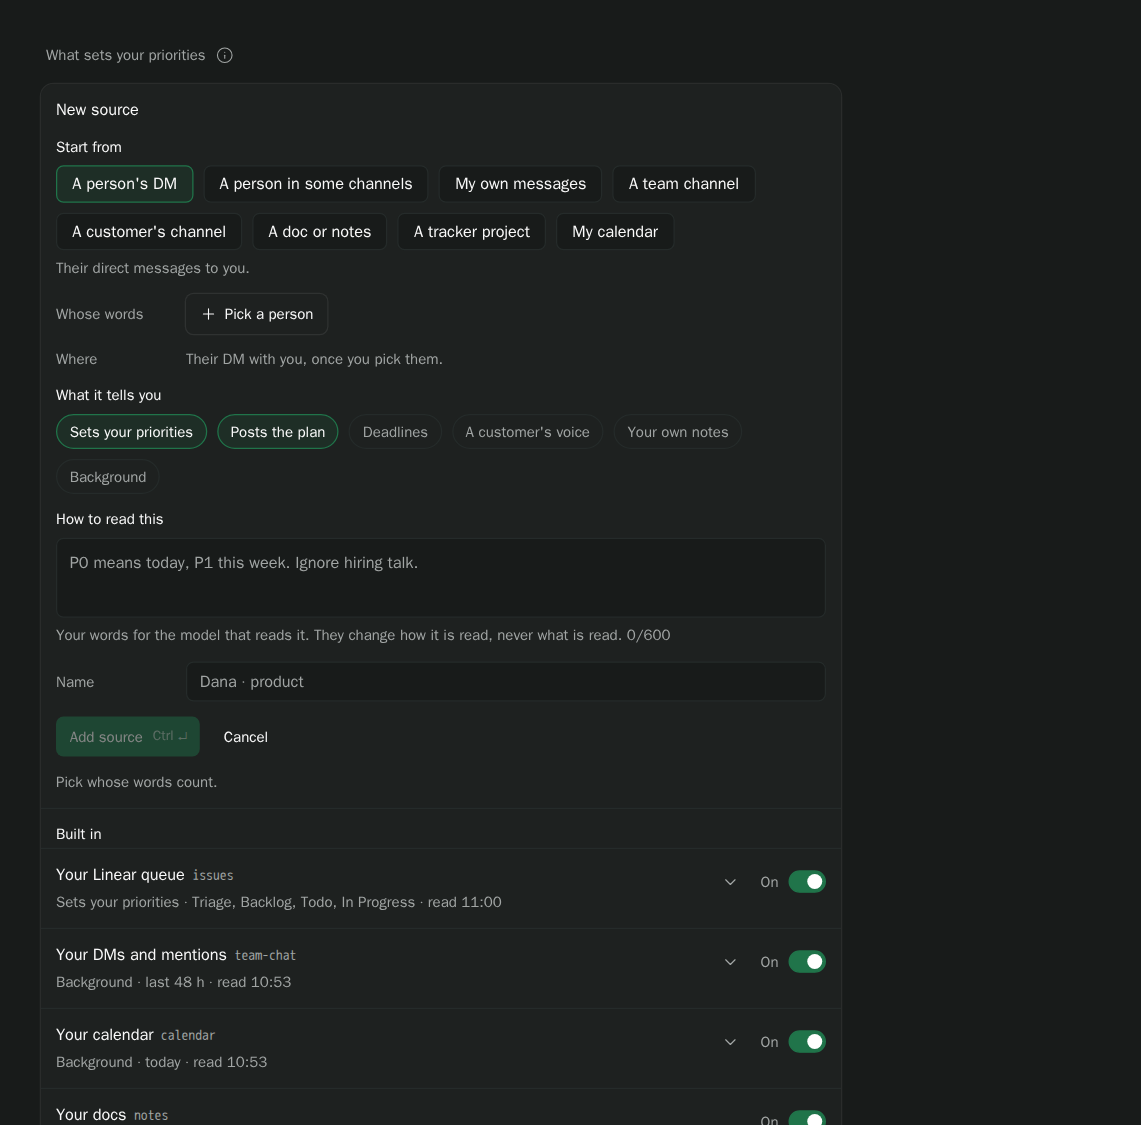 What sets your priorities
New source
Start from
A person's DM
A person in some channels
My own messages
A team channel
A customer's channel
A doc or notes
A tracker project
My calendar
Their direct messages to you.
Whose words
Pick a person
Where
Their DM with you, once you pick them.
What it tells you
Sets your priorities
Posts the plan
Deadlines
A customer's voice
Your own notes
Background
How to read this
P0 means today, P1 this week. Ignore hiring talk.
Your words for the model that reads it. They change how it is read, never what is read. 0/600
Name
Dana · product
Add source Ctrl ↵
Cancel
Pick whose words count.
Built in
Your Linear queue issues
On
Sets your priorities · Triage, Backlog, Todo, In Progress · read 11:00
Your DMs and mentions team-chat
On
Background · last 48 h · read 10:53
Your calendar calendar
On
Background · today · read 10:53
Your docs notes
On